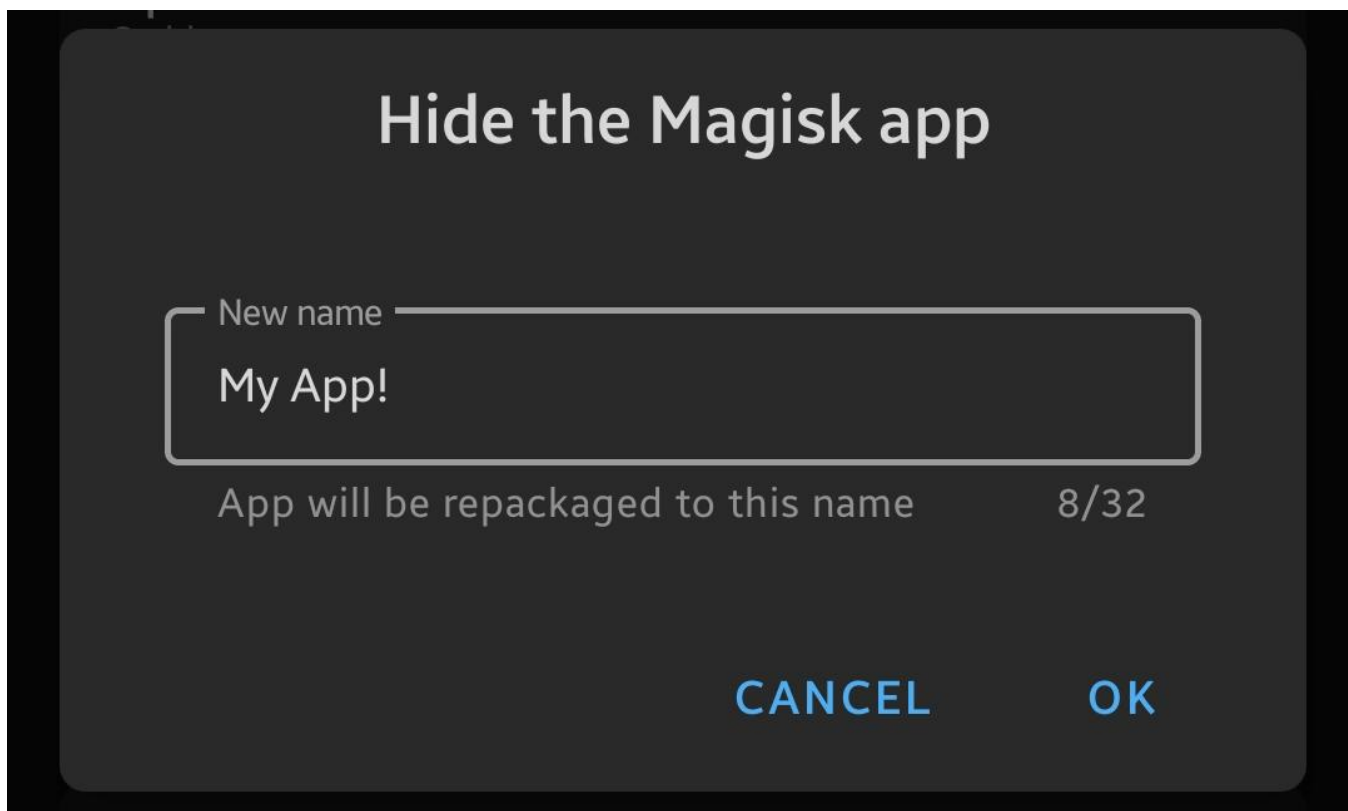 Hide the Magisk app
New name
My App!
App will be repackaged to this name 8/32
CANCEL OK